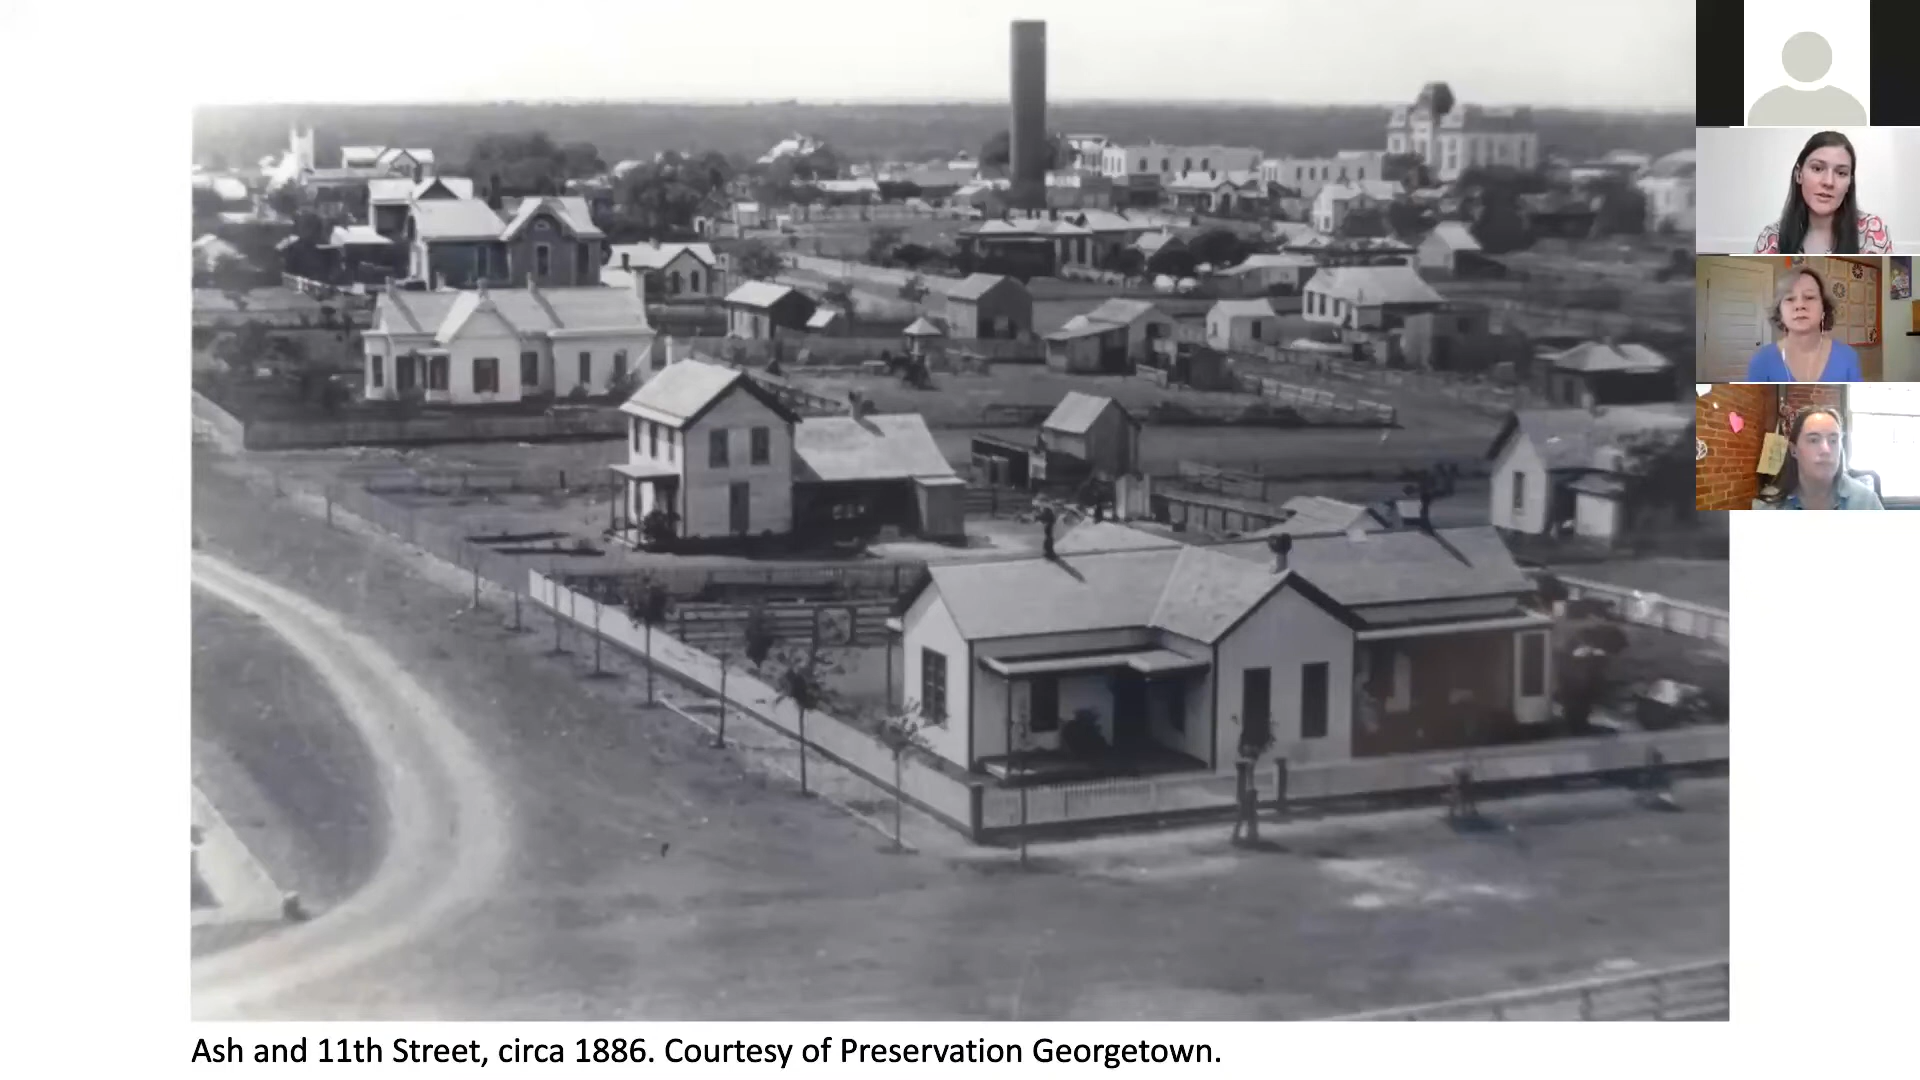 Ash and 11th Street, circa 1886. Courtesy of Preservation Georgetown.